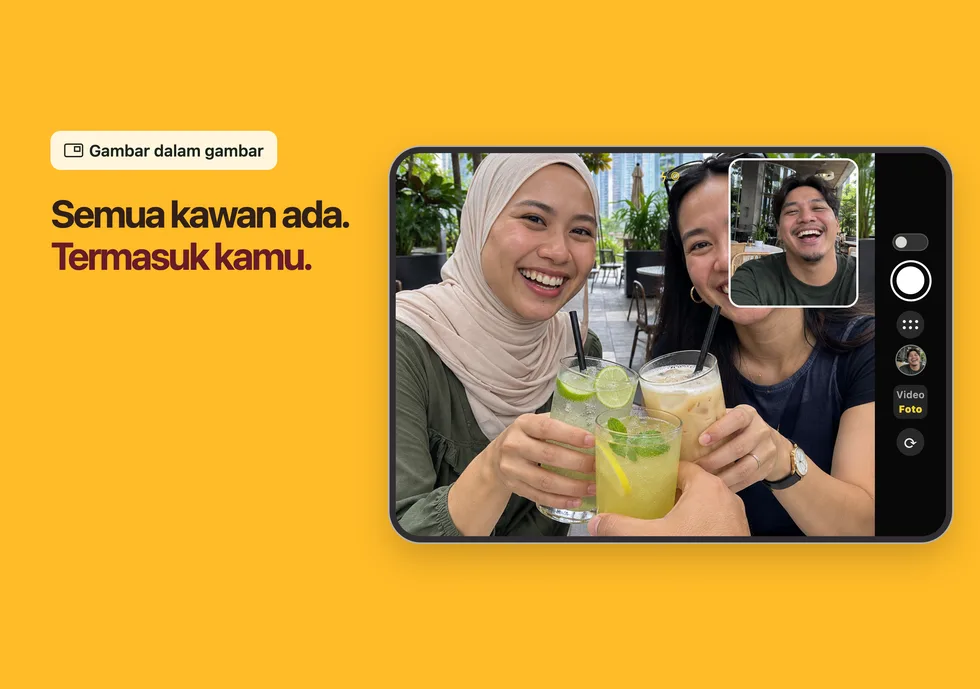 Gambar dalam gambar
Semua kawan ada.
Termasuk kamu.
Video
Foto